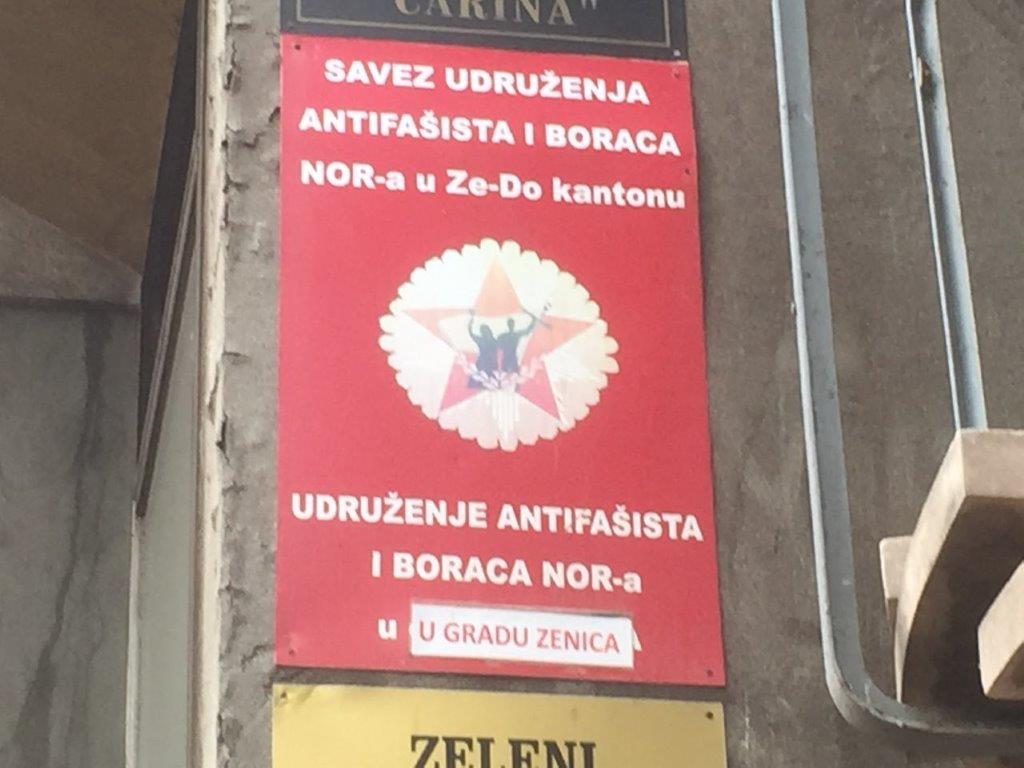 CARINA"
SAVEZ UDRUŽENJA
ANTIFAŠISTA I BORACA
NOR-a u Ze-Do kantonu
UDRUŽENJE ANTIFAŠISTA
I BORACA NOR-a
u U GRADU ZENICA
ZELENI